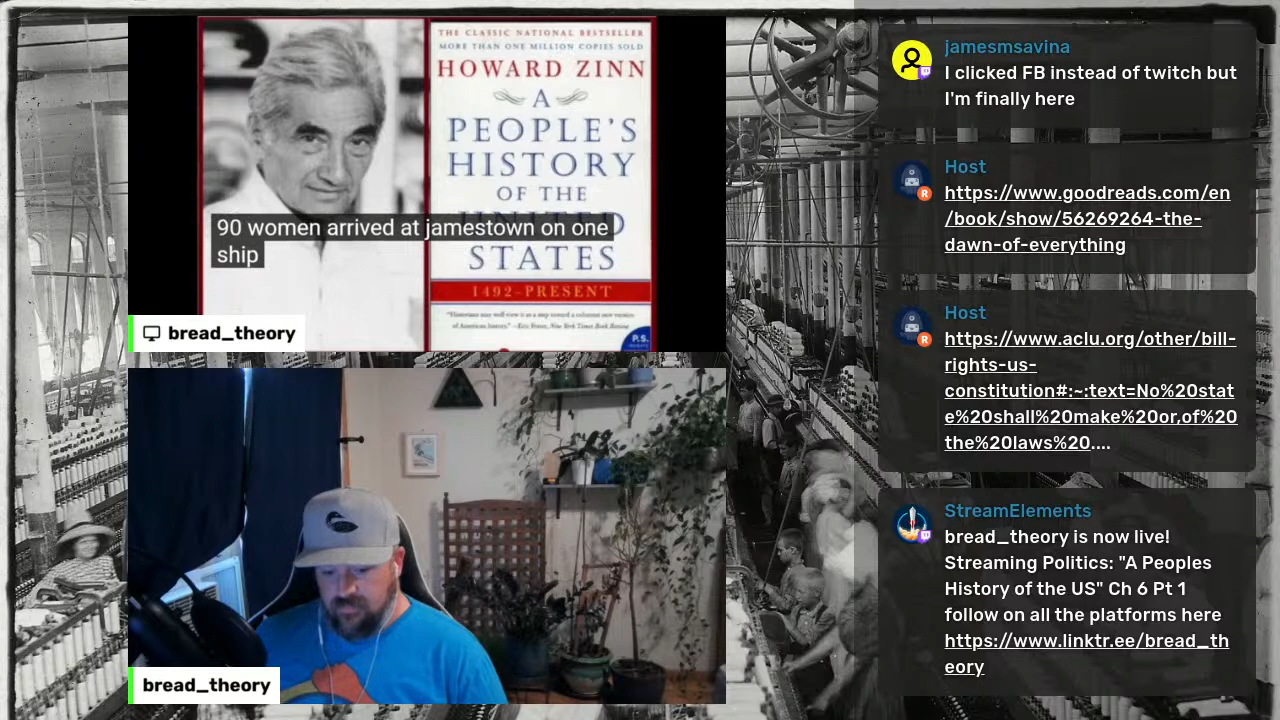 THE CLASSIC NATIONAL BESTSELLER
MORE THAN ONE MILLION COPIES SOLD
HOWARD ZINN
A
PEOPLE'S
HISTORY
OF THE
UNITED
STATES
1492–PRESENT
P.S.
90 women arrived at jamestown on one
ship
bread_theory
bread_theory
jamesmsavina
I clicked FB instead of twitch but
I'm finally here
Host
https://www.goodreads.com/en
/book/show/56269264-the-
dawn-of-everything
Host
https://www.aclu.org/other/bill-
rights-us-
constitution#:~:text=No%20stat
e%20shall%20make%20or,of%20
the%20laws%20....
StreamElements
bread_theory is now live!
Streaming Politics: "A Peoples
History of the US" Ch 6 Pt 1
follow on all the platforms here
https://www.linktr.ee/bread_th
eory